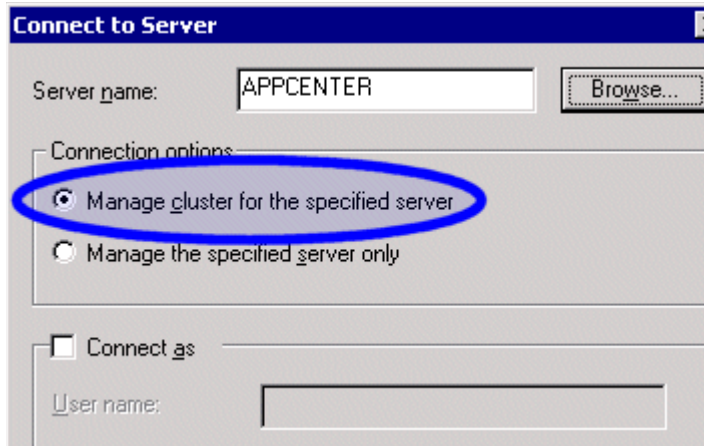 Connect to Server
Server name: APPCENTER Browse...
Connection options
Manage cluster for the specified server
Manage the specified server only
Connect as
User name: